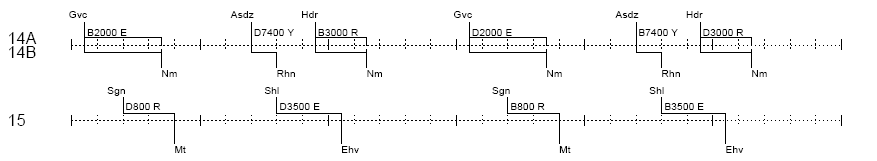 Gvc Asdz Hdr Gvc Asdz Hdr
14A B2000 E D7400 Y B3000 R D2000 E B7400 Y D3000 R
14B
Nm Rhn Nm Nm Rhn Nm
Sgn Shl Sgn Shl
D800 R D3500 E B800 R B3500 E
15
Mt Ehv Mt Ehv